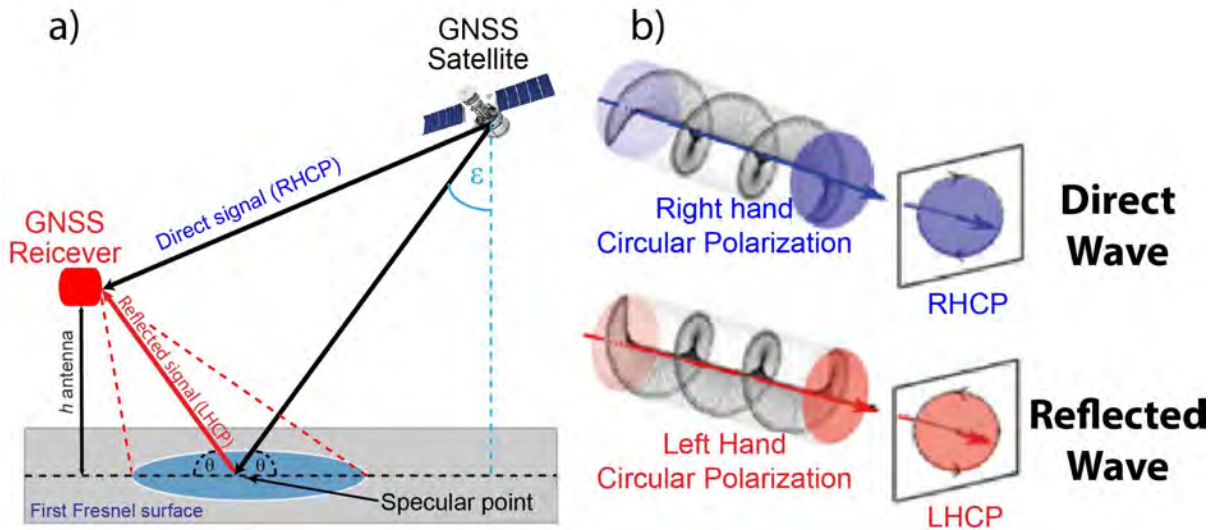 a)
GNSS
Satellite
Direct signal (RHCP)
ε
GNSS
Reicever
Reflected signal (LHCP)
h antenna
θ θ
Specular point
First Fresnel surface
b)
Right hand
Circular Polarization
RHCP
Direct
Wave
Left Hand
Circular Polarization
LHCP
Reflected
Wave